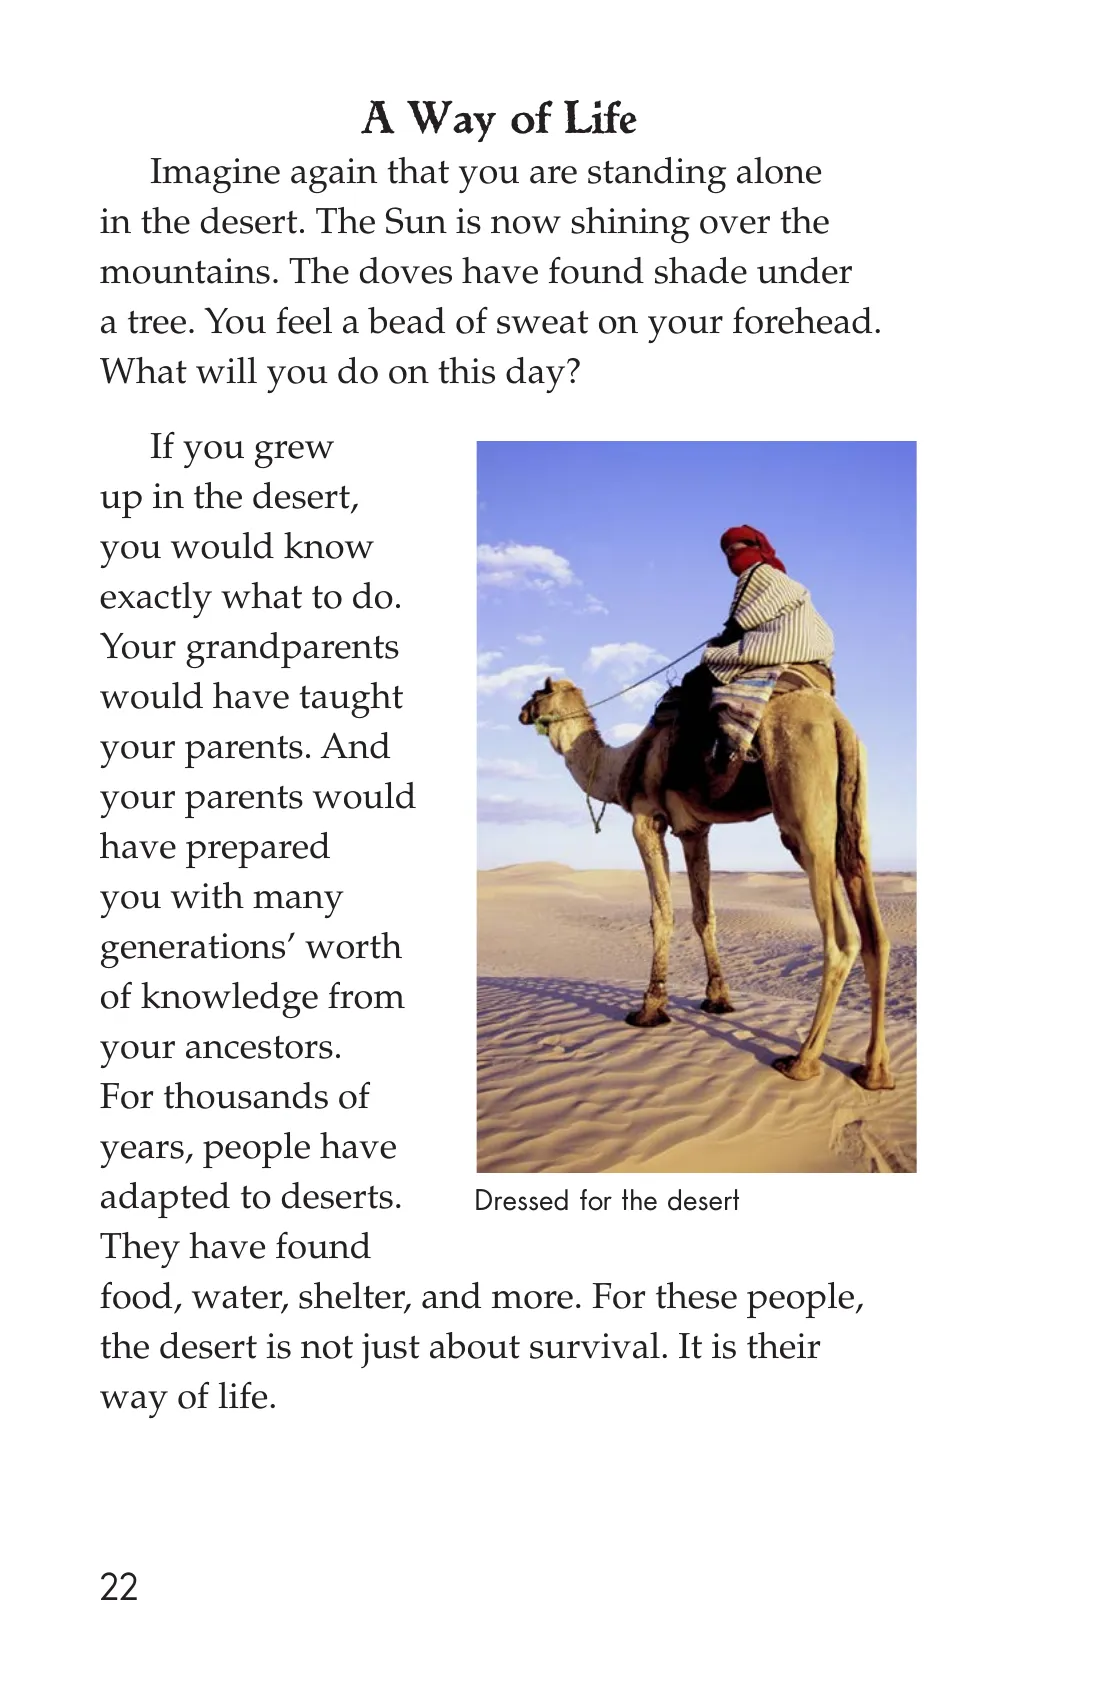 A Way of Life
Imagine again that you are standing alone
in the desert. The Sun is now shining over the
mountains. The doves have found shade under
a tree. You feel a bead of sweat on your forehead.
What will you do on this day?
If you grew
up in the desert,
you would know
exactly what to do.
Your grandparents
would have taught
your parents. And
your parents would
have prepared
you with many
generations’ worth
of knowledge from
your ancestors.
For thousands of
years, people have
adapted to deserts.
They have found
food, water, shelter, and more. For these people,
the desert is not just about survival. It is their
way of life.
Dressed for the desert
22